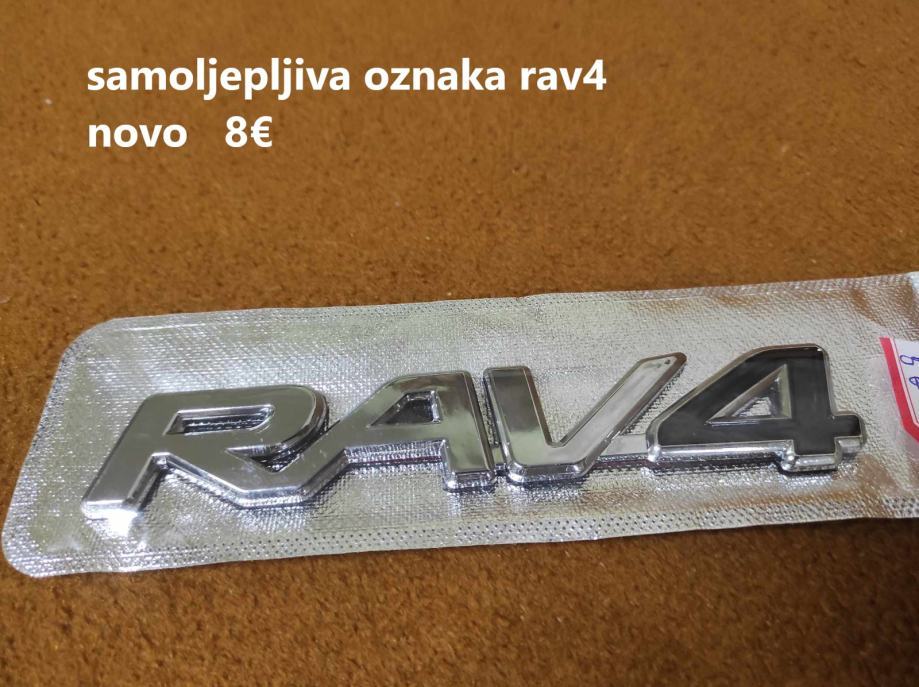 samoljepljiva oznaka rav4
novo 8€
RAV4